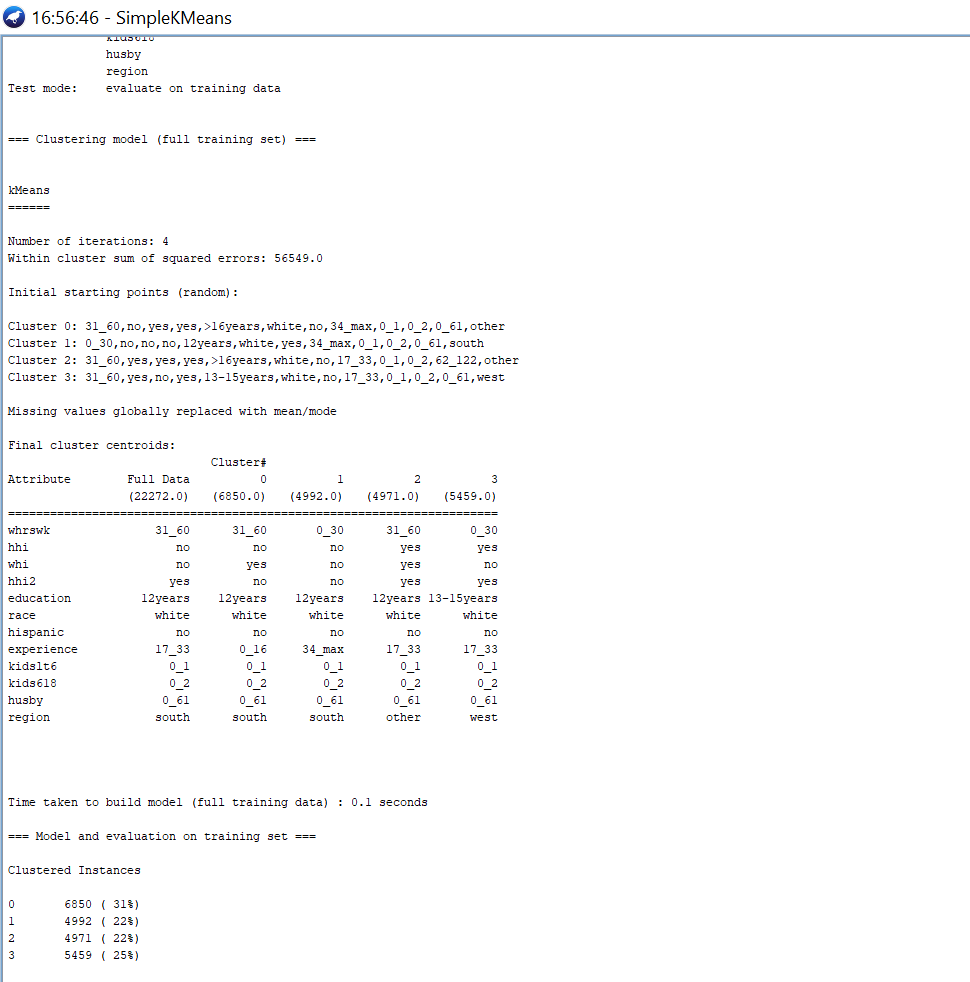 16:56:46 - SimpleKMeans
kids618
husby
region
Test mode: evaluate on training data
=== Clustering model (full training set) ===
kMeans
======
Number of iterations: 4
Within cluster sum of squared errors: 56549.0
Initial starting points (random):
Cluster 0: 31_60,no,yes,yes,>16years,white,no,34_max,0_1,0_2,0_61,other
Cluster 1: 0_30,no,no,no,12years,white,yes,34_max,0_1,0_2,0_61,south
Cluster 2: 31_60,yes,yes,yes,>16years,white,no,17_33,0_1,0_2,62_122,other
Cluster 3: 31_60,yes,no,yes,13-15years,white,no,17_33,0_1,0_2,0_61,west
Missing values globally replaced with mean/mode
Final cluster centroids:
Cluster#
Attribute Full Data 0 1 2 3
(22272.0) (6850.0) (4992.0) (4971.0) (5459.0)
======================================================================
whrswk 31_60 31_60 0_30 31_60 0_30
hhi no no no yes yes
whi no yes no yes no
hhi2 yes no no yes yes
education 12years 12years 12years 12years 13-15years
race white white white white white
hispanic no no no no no
experience 17_33 0_16 34_max 17_33 17_33
kidslt6 0_1 0_1 0_1 0_1 0_1
kids618 0_2 0_2 0_2 0_2 0_2
husby 0_61 0_61 0_61 0_61 0_61
region south south south other west
Time taken to build model (full training data) : 0.1 seconds
=== Model and evaluation on training set ===
Clustered Instances
0 6850 ( 31%)
1 4992 ( 22%)
2 4971 ( 22%)
3 5459 ( 25%)